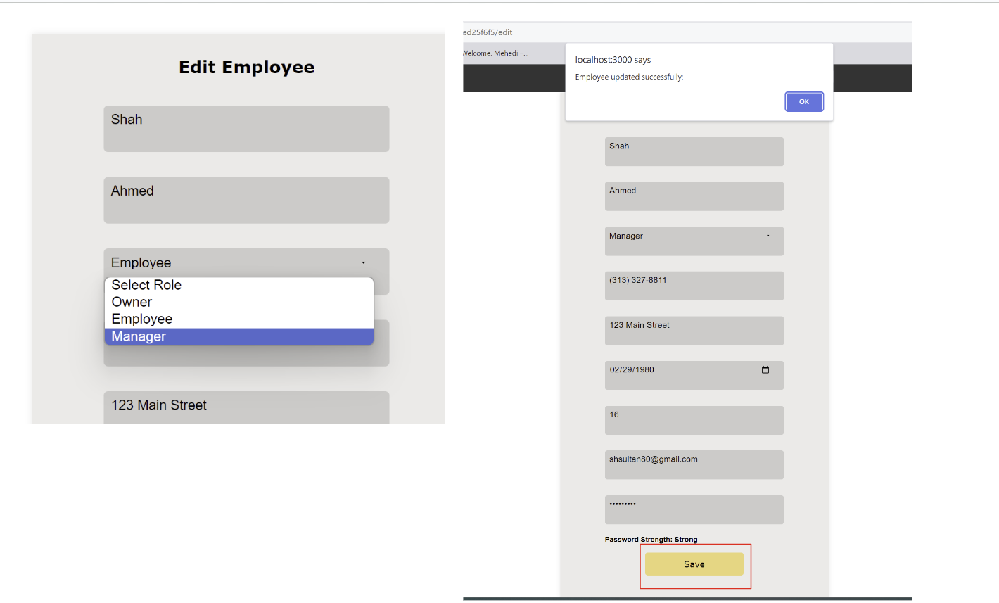 Edit Employee
Shah
Ahmed
Employee
Select Role
Owner
Employee
Manager
123 Main Street
ed25f6f5/edit
Welcome, Mehedi –...
localhost:3000 says
Employee updated successfully:
OK
Shah
Ahmed
Manager
(313) 327-8811
123 Main Street
02/29/1980
16
shsultan80@gmail.com
•••••••••
Password Strength: Strong
Save